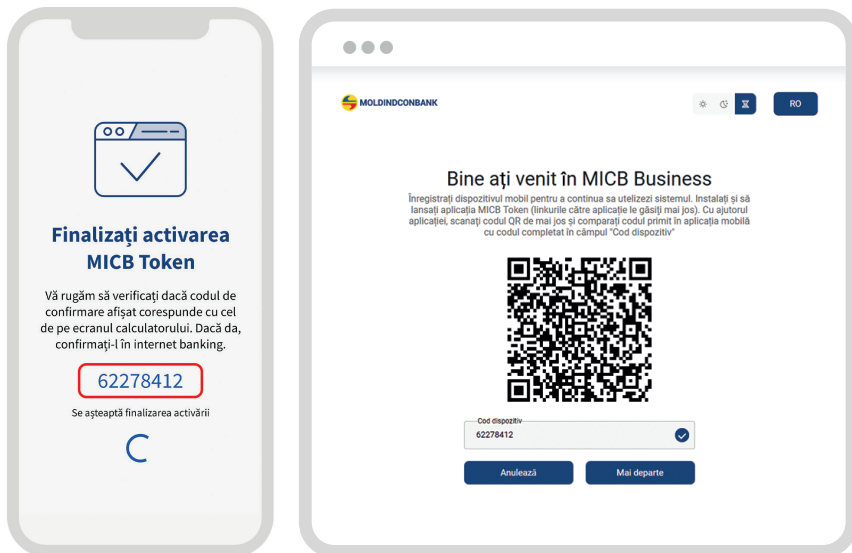 Finalizați activarea
MICB Token
Vă rugăm să verificați dacă codul de
confirmare afișat corespunde cu cel
de pe ecranul calculatorului. Dacă da,
confirmați-l în internet banking.
62278412
Se așteaptă finalizarea activării
MOLDINDCONBANK
RO
Bine ați venit în MICB Business
Înregistrați dispozitivul mobil pentru a continua sa utelizezi sistemul. Instalați și să
lansați aplicația MICB Token (linkurile către aplicație le găsiți mai jos). Cu ajutorul
aplicației, scanați codul QR de mai jos și comparați codul primit în aplicația mobilă
cu codul completat în câmpul "Cod dispozitiv"
Cod dispozitiv
62278412
Anulează
Mai departe